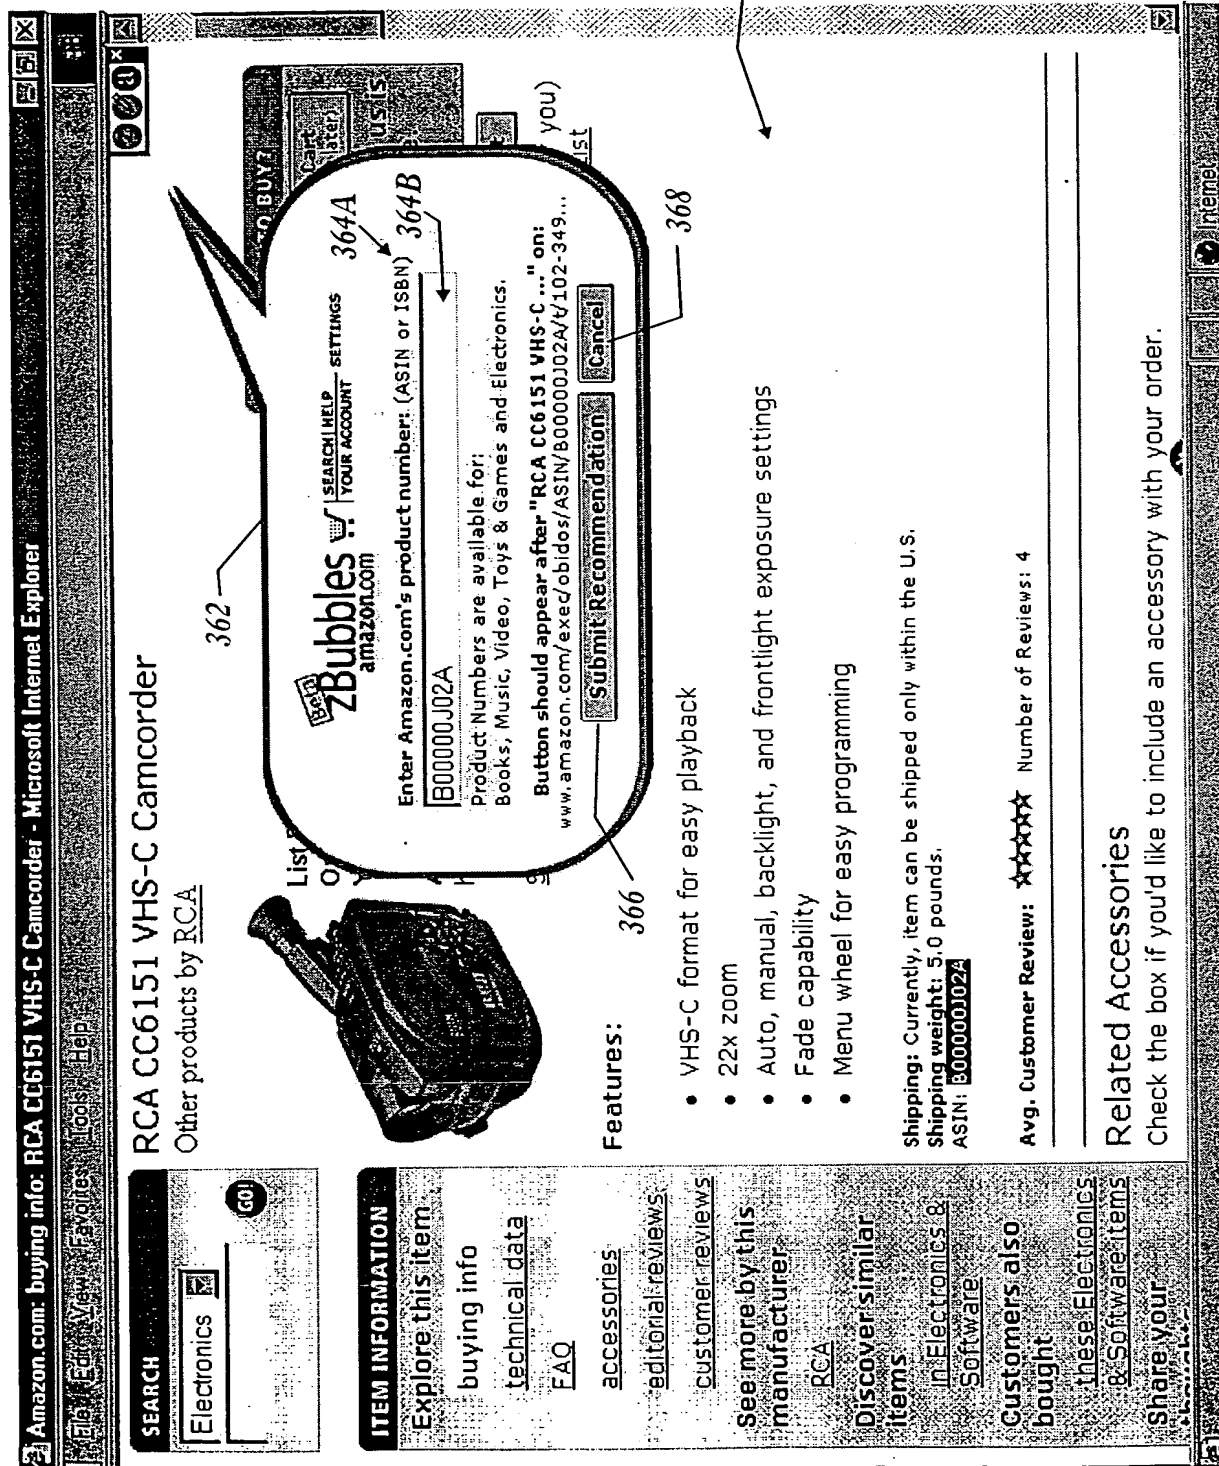 Amazon.com: buying info: RCA CC6151 VHS-C Camcorder - Microsoft Internet Explorer
File Edit View Favorites Tools Help
SEARCH
Electronics
GO!
ITEM INFORMATION
Explore this item
buying info
technical data
FAQ
accessories
editorial reviews
customer reviews
See more by this
manufacturer
RCA
Discover similar
items
in Electronics &
Software
Customers also
bought
these Electronics
& Software items
Share your
RCA CC6151 VHS-C Camcorder
Other products by RCA
List
TO BUY?
Cart
later)
us is
you)
362
Beta
zBubbles
amazon.com
SEARCH | HELP
YOUR ACCOUNT SETTINGS
364A
Enter Amazon.com's product number: (ASIN or ISBN)
364B
B00000J02A
Product Numbers are available for:
Books, Music, Video, Toys & Games and Electronics.
Button should appear after "RCA CC6151 VHS-C ..." on:
www.amazon.com/exec/obidos/ASIN/B00000J02A/t/102-349...
Submit Recommendation
Cancel
366
368
Features:
• VHS-C format for easy playback
• 22x zoom
• Auto, manual, backlight, and frontlight exposure settings
• Fade capability
• Menu wheel for easy programming
Shipping: Currently, item can be shipped only within the U.S.
Shipping weight: 5.0 pounds.
ASIN: B00000J02A
Avg. Customer Review: ☆☆☆☆☆ Number of Reviews: 4
Related Accessories
Check the box if you'd like to include an accessory with your order.
Internet